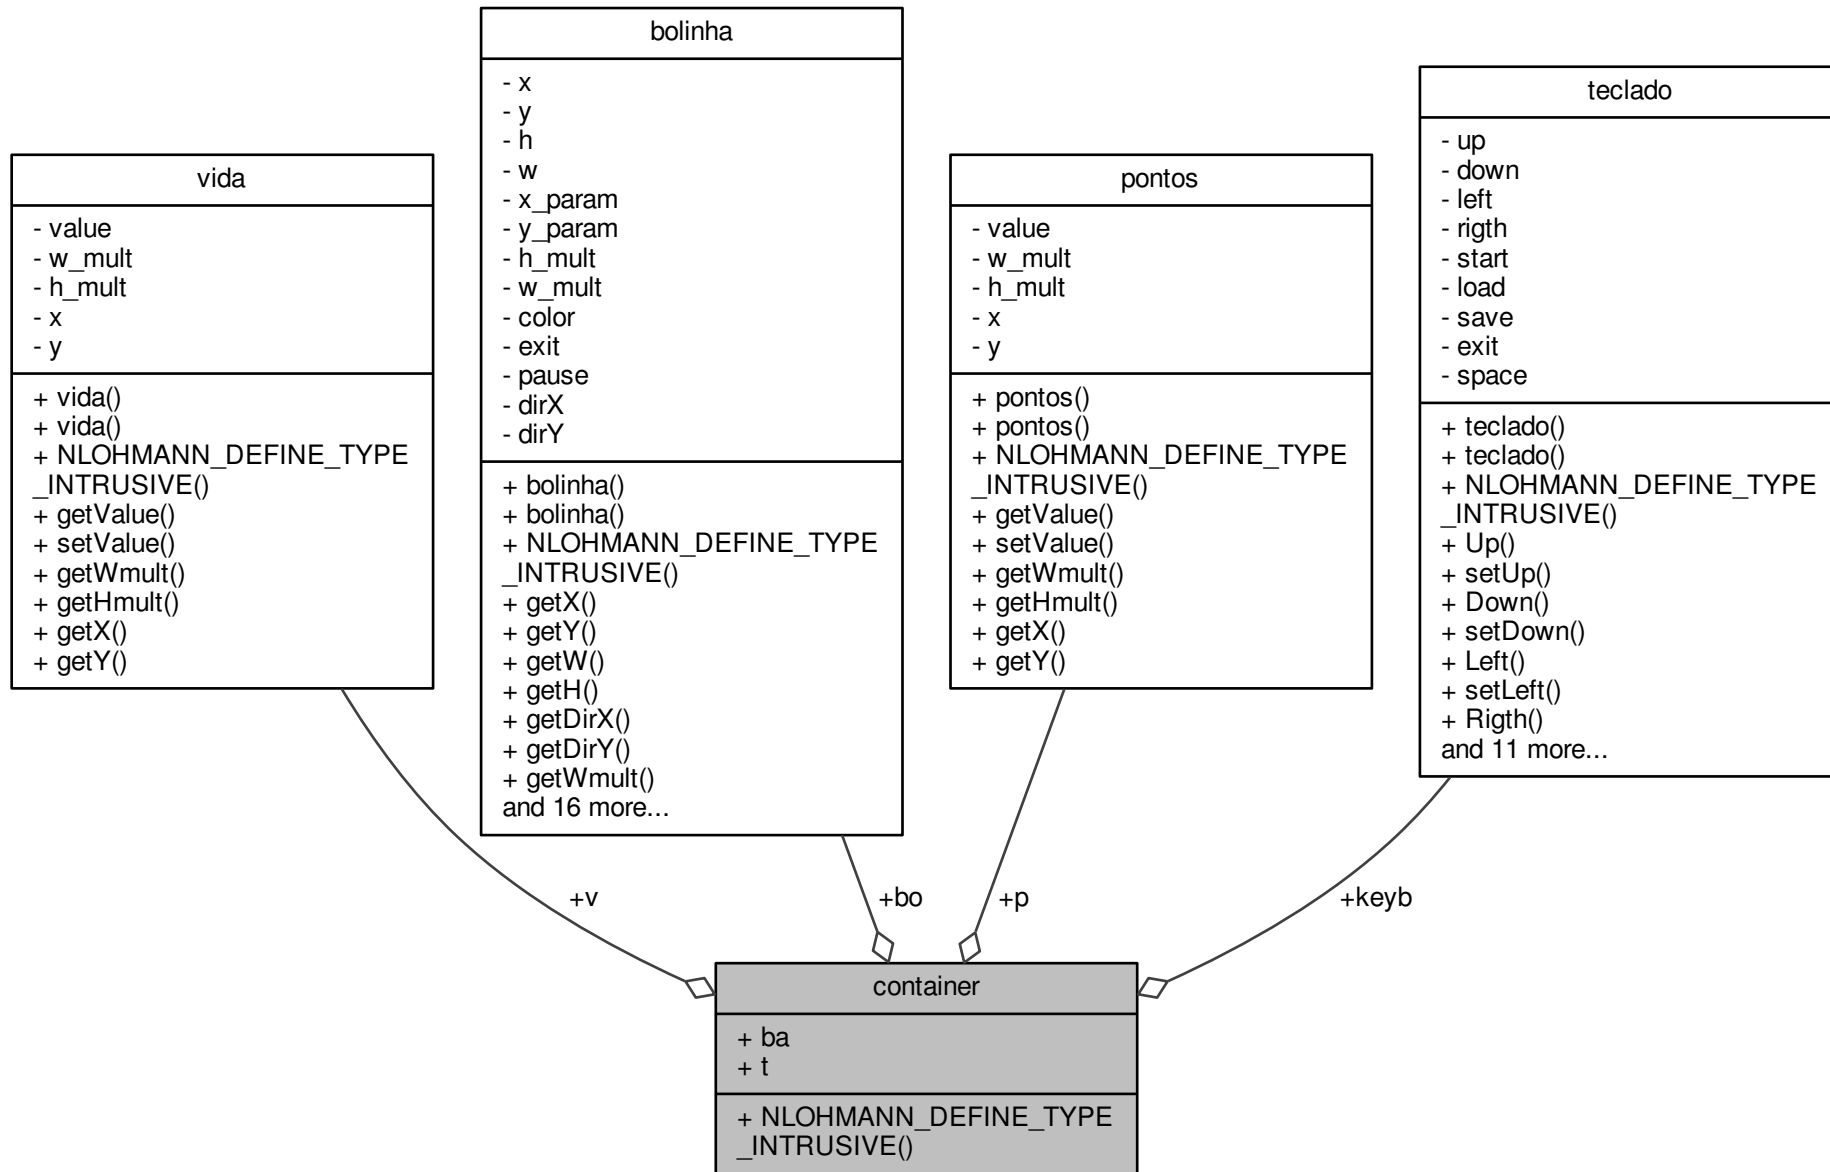 vida
- value
- w_mult
- h_mult
- x
- y
+ vida()
+ vida()
+ NLOHMANN_DEFINE_TYPE
_INTRUSIVE()
+ getValue()
+ setValue()
+ getWmult()
+ getHmult()
+ getX()
+ getY()
bolinha
- x
- y
- h
- w
- x_param
- y_param
- h_mult
- w_mult
- color
- exit
- pause
- dirX
- dirY
+ bolinha()
+ bolinha()
+ NLOHMANN_DEFINE_TYPE
_INTRUSIVE()
+ getX()
+ getY()
+ getW()
+ getH()
+ getDirX()
+ getDirY()
+ getWmult()
and 16 more...
pontos
- value
- w_mult
- h_mult
- x
- y
+ pontos()
+ pontos()
+ NLOHMANN_DEFINE_TYPE
_INTRUSIVE()
+ getValue()
+ setValue()
+ getWmult()
+ getHmult()
+ getX()
+ getY()
teclado
- up
- down
- left
- rigth
- start
- load
- save
- exit
- space
+ teclado()
+ teclado()
+ NLOHMANN_DEFINE_TYPE
_INTRUSIVE()
+ Up()
+ setUp()
+ Down()
+ setDown()
+ Left()
+ setLeft()
+ Rigth()
and 11 more...
+v
+bo
+p
+keyb
container
+ ba
+ t
+ NLOHMANN_DEFINE_TYPE
_INTRUSIVE()